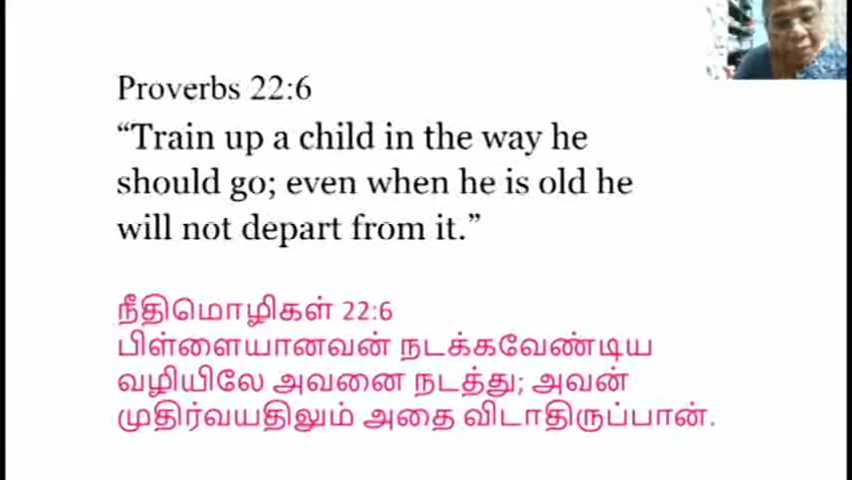 Proverbs 22:6
“Train up a child in the way he
should go; even when he is old he
will not depart from it.”
நீதிமொழிகள் 22:6
பிள்ளையானவன் நடக்கவேண்டிய
வழியிலே அவனை நடத்து; அவன்
முதிர்வயதிலும் அதை விடாதிருப்பான்.